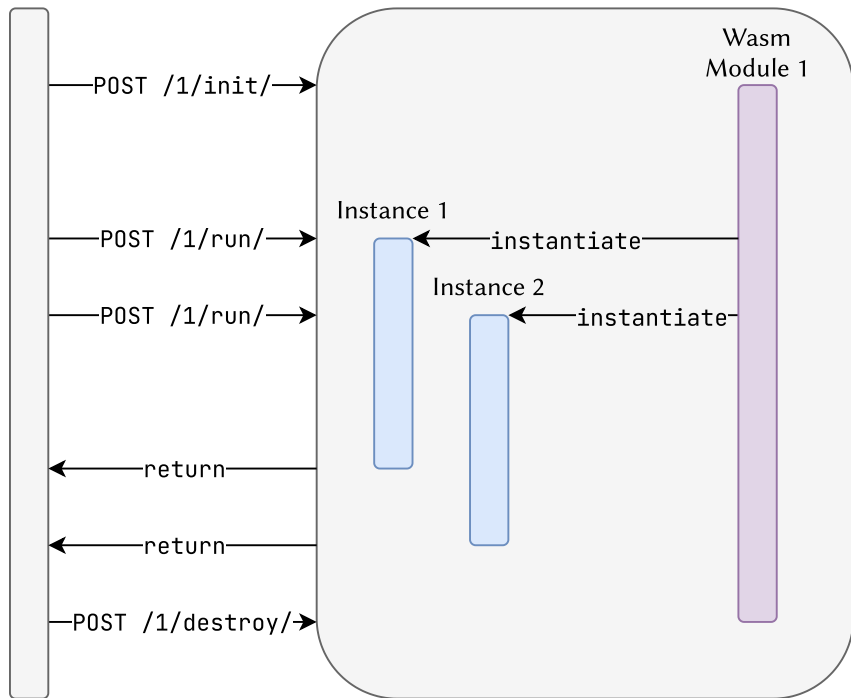 Wasm
Module 1
POST /1/init/
Instance 1
POST /1/run/
instantiate
Instance 2
POST /1/run/
instantiate
return
return
POST /1/destroy/